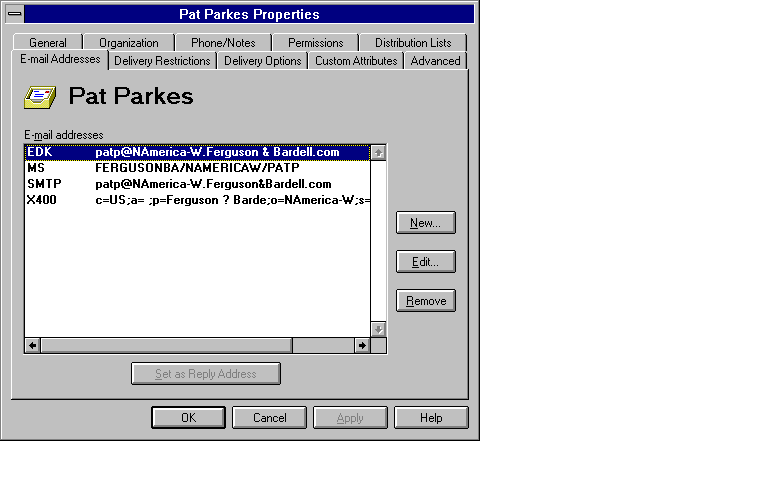 Pat Parkes Properties
General Organization Phone/Notes Permissions Distribution Lists
E-mail Addresses Delivery Restrictions Delivery Options Custom Attributes Advanced
Pat Parkes
E-mail addresses
EDK patp@NAmerica-W.Ferguson & Bardell.com
MS FERGUSONBA/NAMERICAW/PATP
SMTP patp@NAmerica-W.Ferguson&Bardell.com
X400 c=US;a= ;p=Ferguson ? Barde;o=NAmerica-W;s=
New...
Edit...
Remove
Set as Reply Address
OK Cancel Apply Help